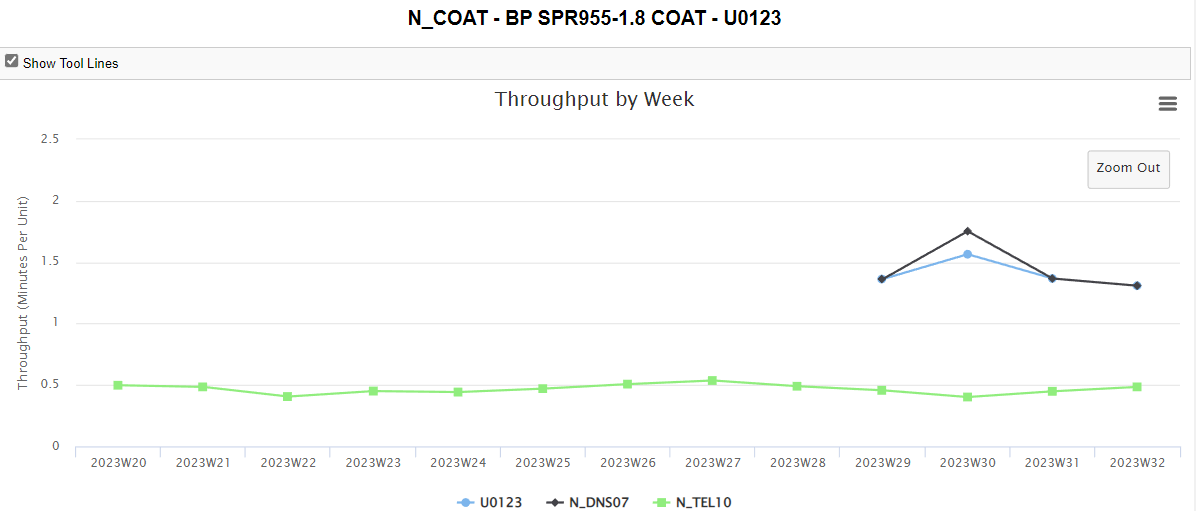 N_COAT - BP SPR955-1.8 COAT - U0123
Show Tool Lines
Throughput by Week
Zoom Out
Throughput (Minutes Per Unit)
2.5
2
1.5
1
0.5
0
2023W20 2023W21 2023W22 2023W23 2023W24 2023W25 2023W26 2023W27 2023W28 2023W29 2023W30 2023W31 2023W32
U0123 N_DNS07 N_TEL10